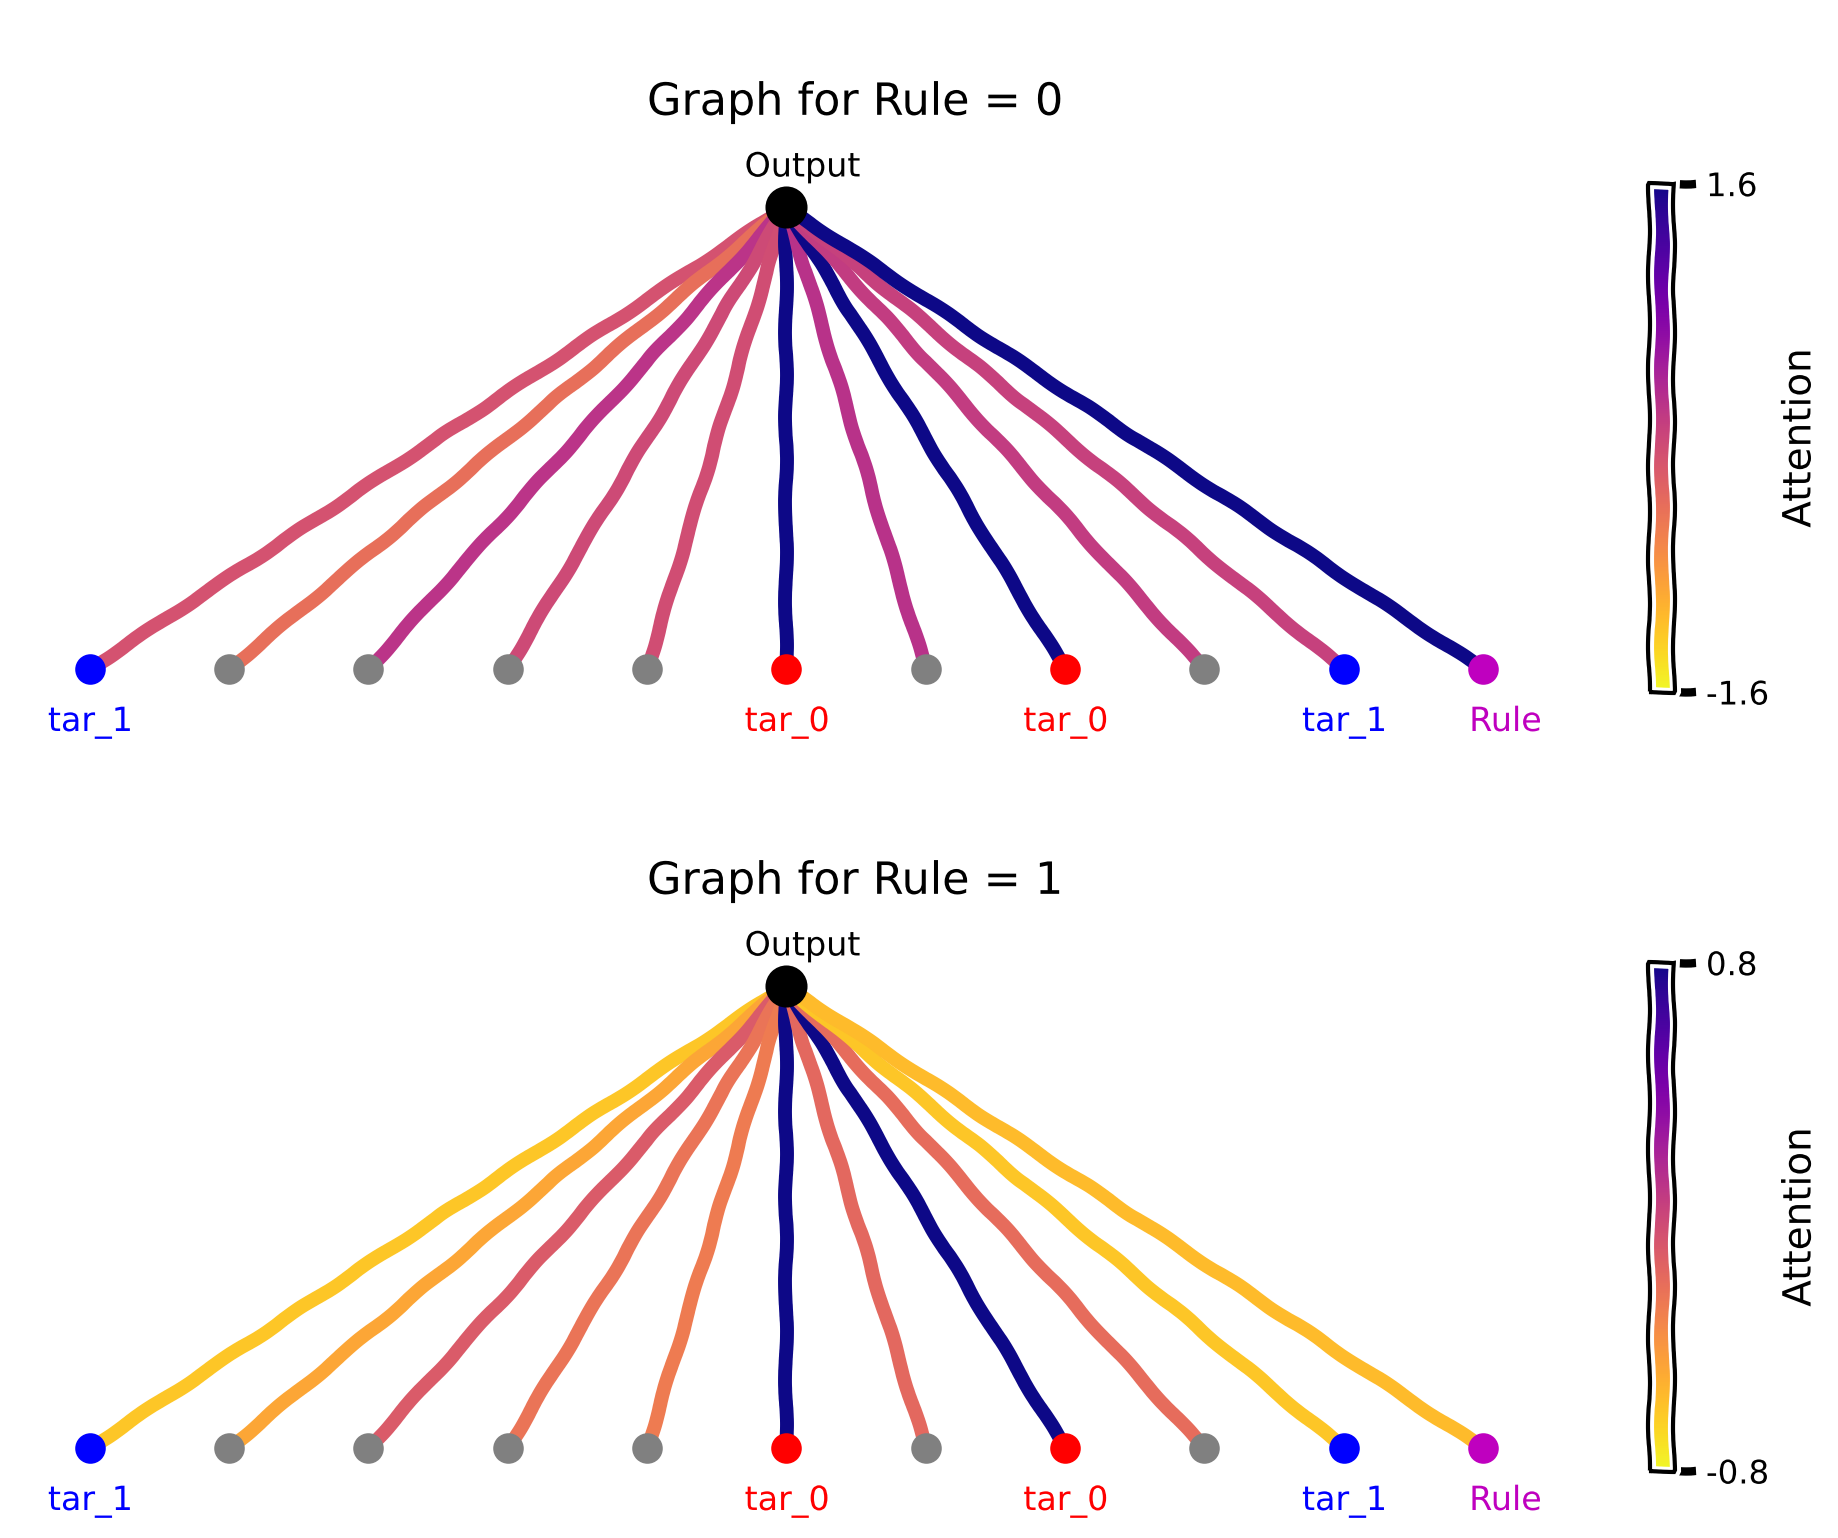 Graph for Rule = 0
Output
1.6
Attention
-1.6
tar_1 tar_0 tar_0 tar_1 Rule
Graph for Rule = 1
Output
0.8
Attention
-0.8
tar_1 tar_0 tar_0 tar_1 Rule